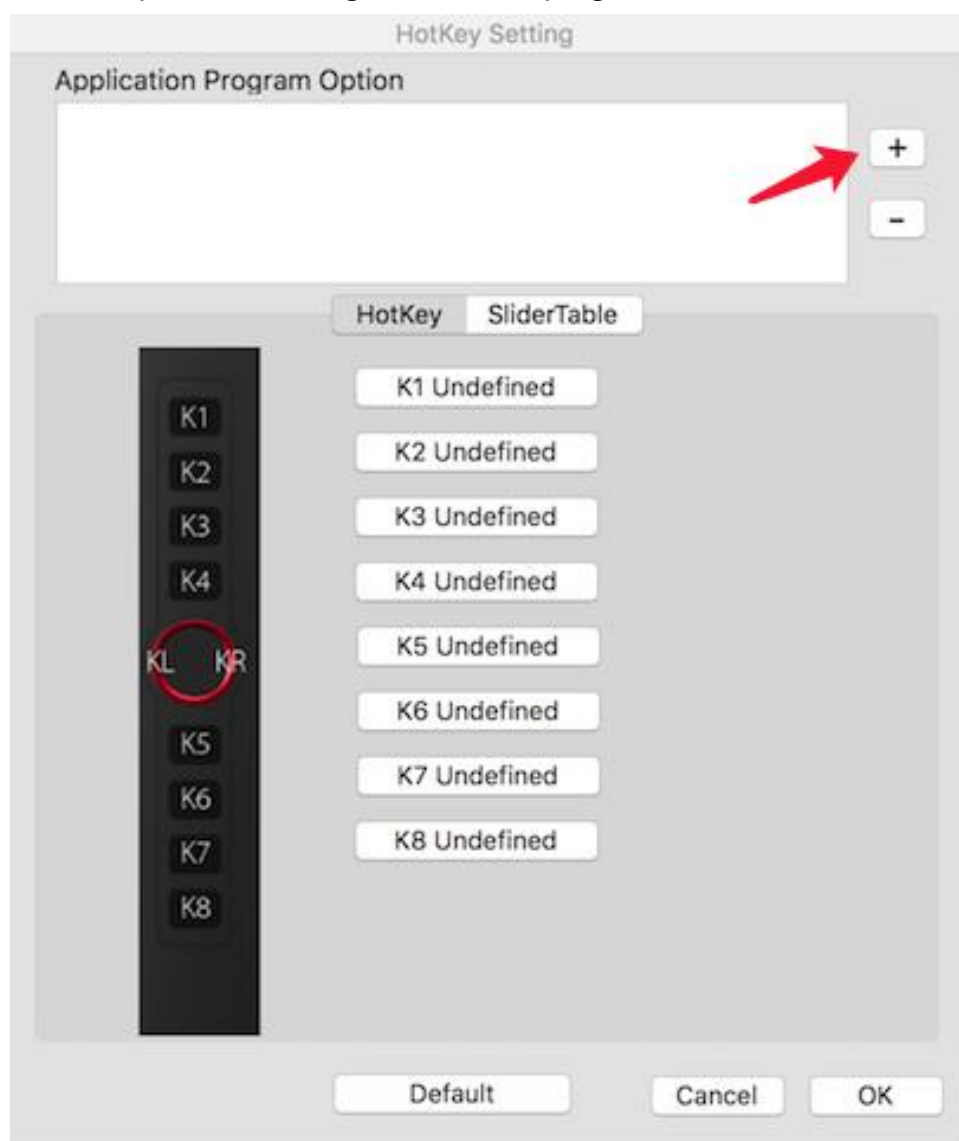 HotKey Setting
Application Program Option
+
-
HotKey SliderTable
K1 Undefined
K2 Undefined
K3 Undefined
K4 Undefined
K5 Undefined
K6 Undefined
K7 Undefined
K8 Undefined
K1
K2
K3
K4
KL KR
K5
K6
K7
K8
Default Cancel OK